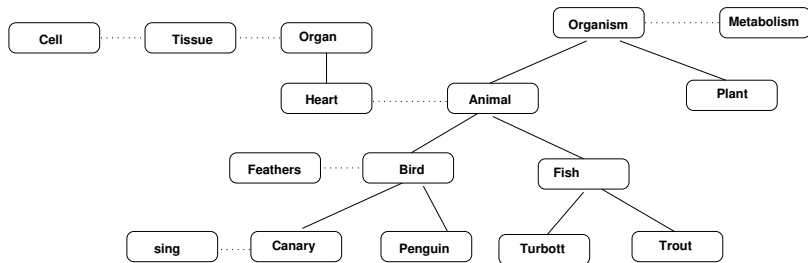 Organism
Metabolism
Cell
Tissue
Organ
Heart
Animal
Plant
Feathers
Bird
Fish
sing
Canary
Penguin
Turbott
Trout